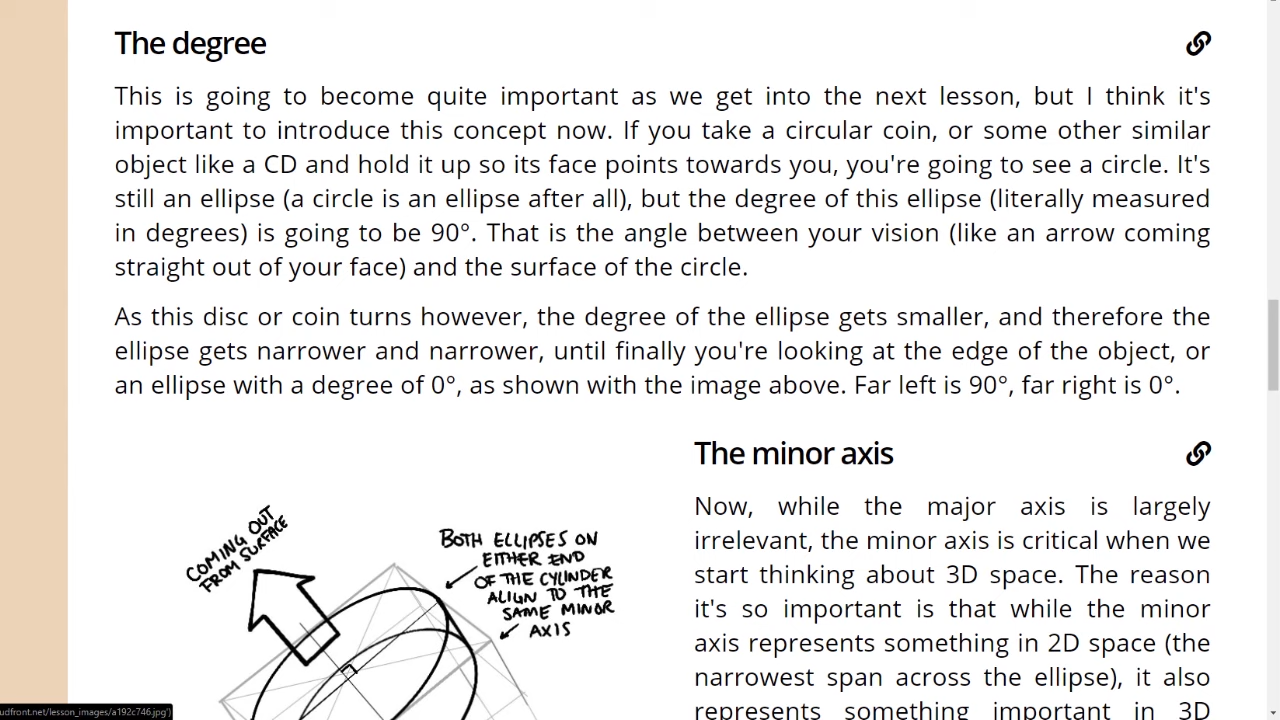 The degree
This is going to become quite important as we get into the next lesson, but I think it's
important to introduce this concept now. If you take a circular coin, or some other similar
object like a CD and hold it up so its face points towards you, you're going to see a circle. It's
still an ellipse (a circle is an ellipse after all), but the degree of this ellipse (literally measured
in degrees) is going to be 90°. That is the angle between your vision (like an arrow coming
straight out of your face) and the surface of the circle.
As this disc or coin turns however, the degree of the ellipse gets smaller, and therefore the
ellipse gets narrower and narrower, until finally you're looking at the edge of the object, or
an ellipse with a degree of 0°, as shown with the image above. Far left is 90°, far right is 0°.
COMING OUT
FROM SURFACE
BOTH ELLIPSES ON
EITHER END
OF THE CYLINDER
ALIGN TO THE
SAME MINOR
AXIS
The minor axis
Now, while the major axis is largely
irrelevant, the minor axis is critical when we
start thinking about 3D space. The reason
it's so important is that while the minor
axis represents something in 2D space (the
narrowest span across the ellipse), it also
represents something important in 3D
udfront.net/lesson_images/a192c746.jpg')